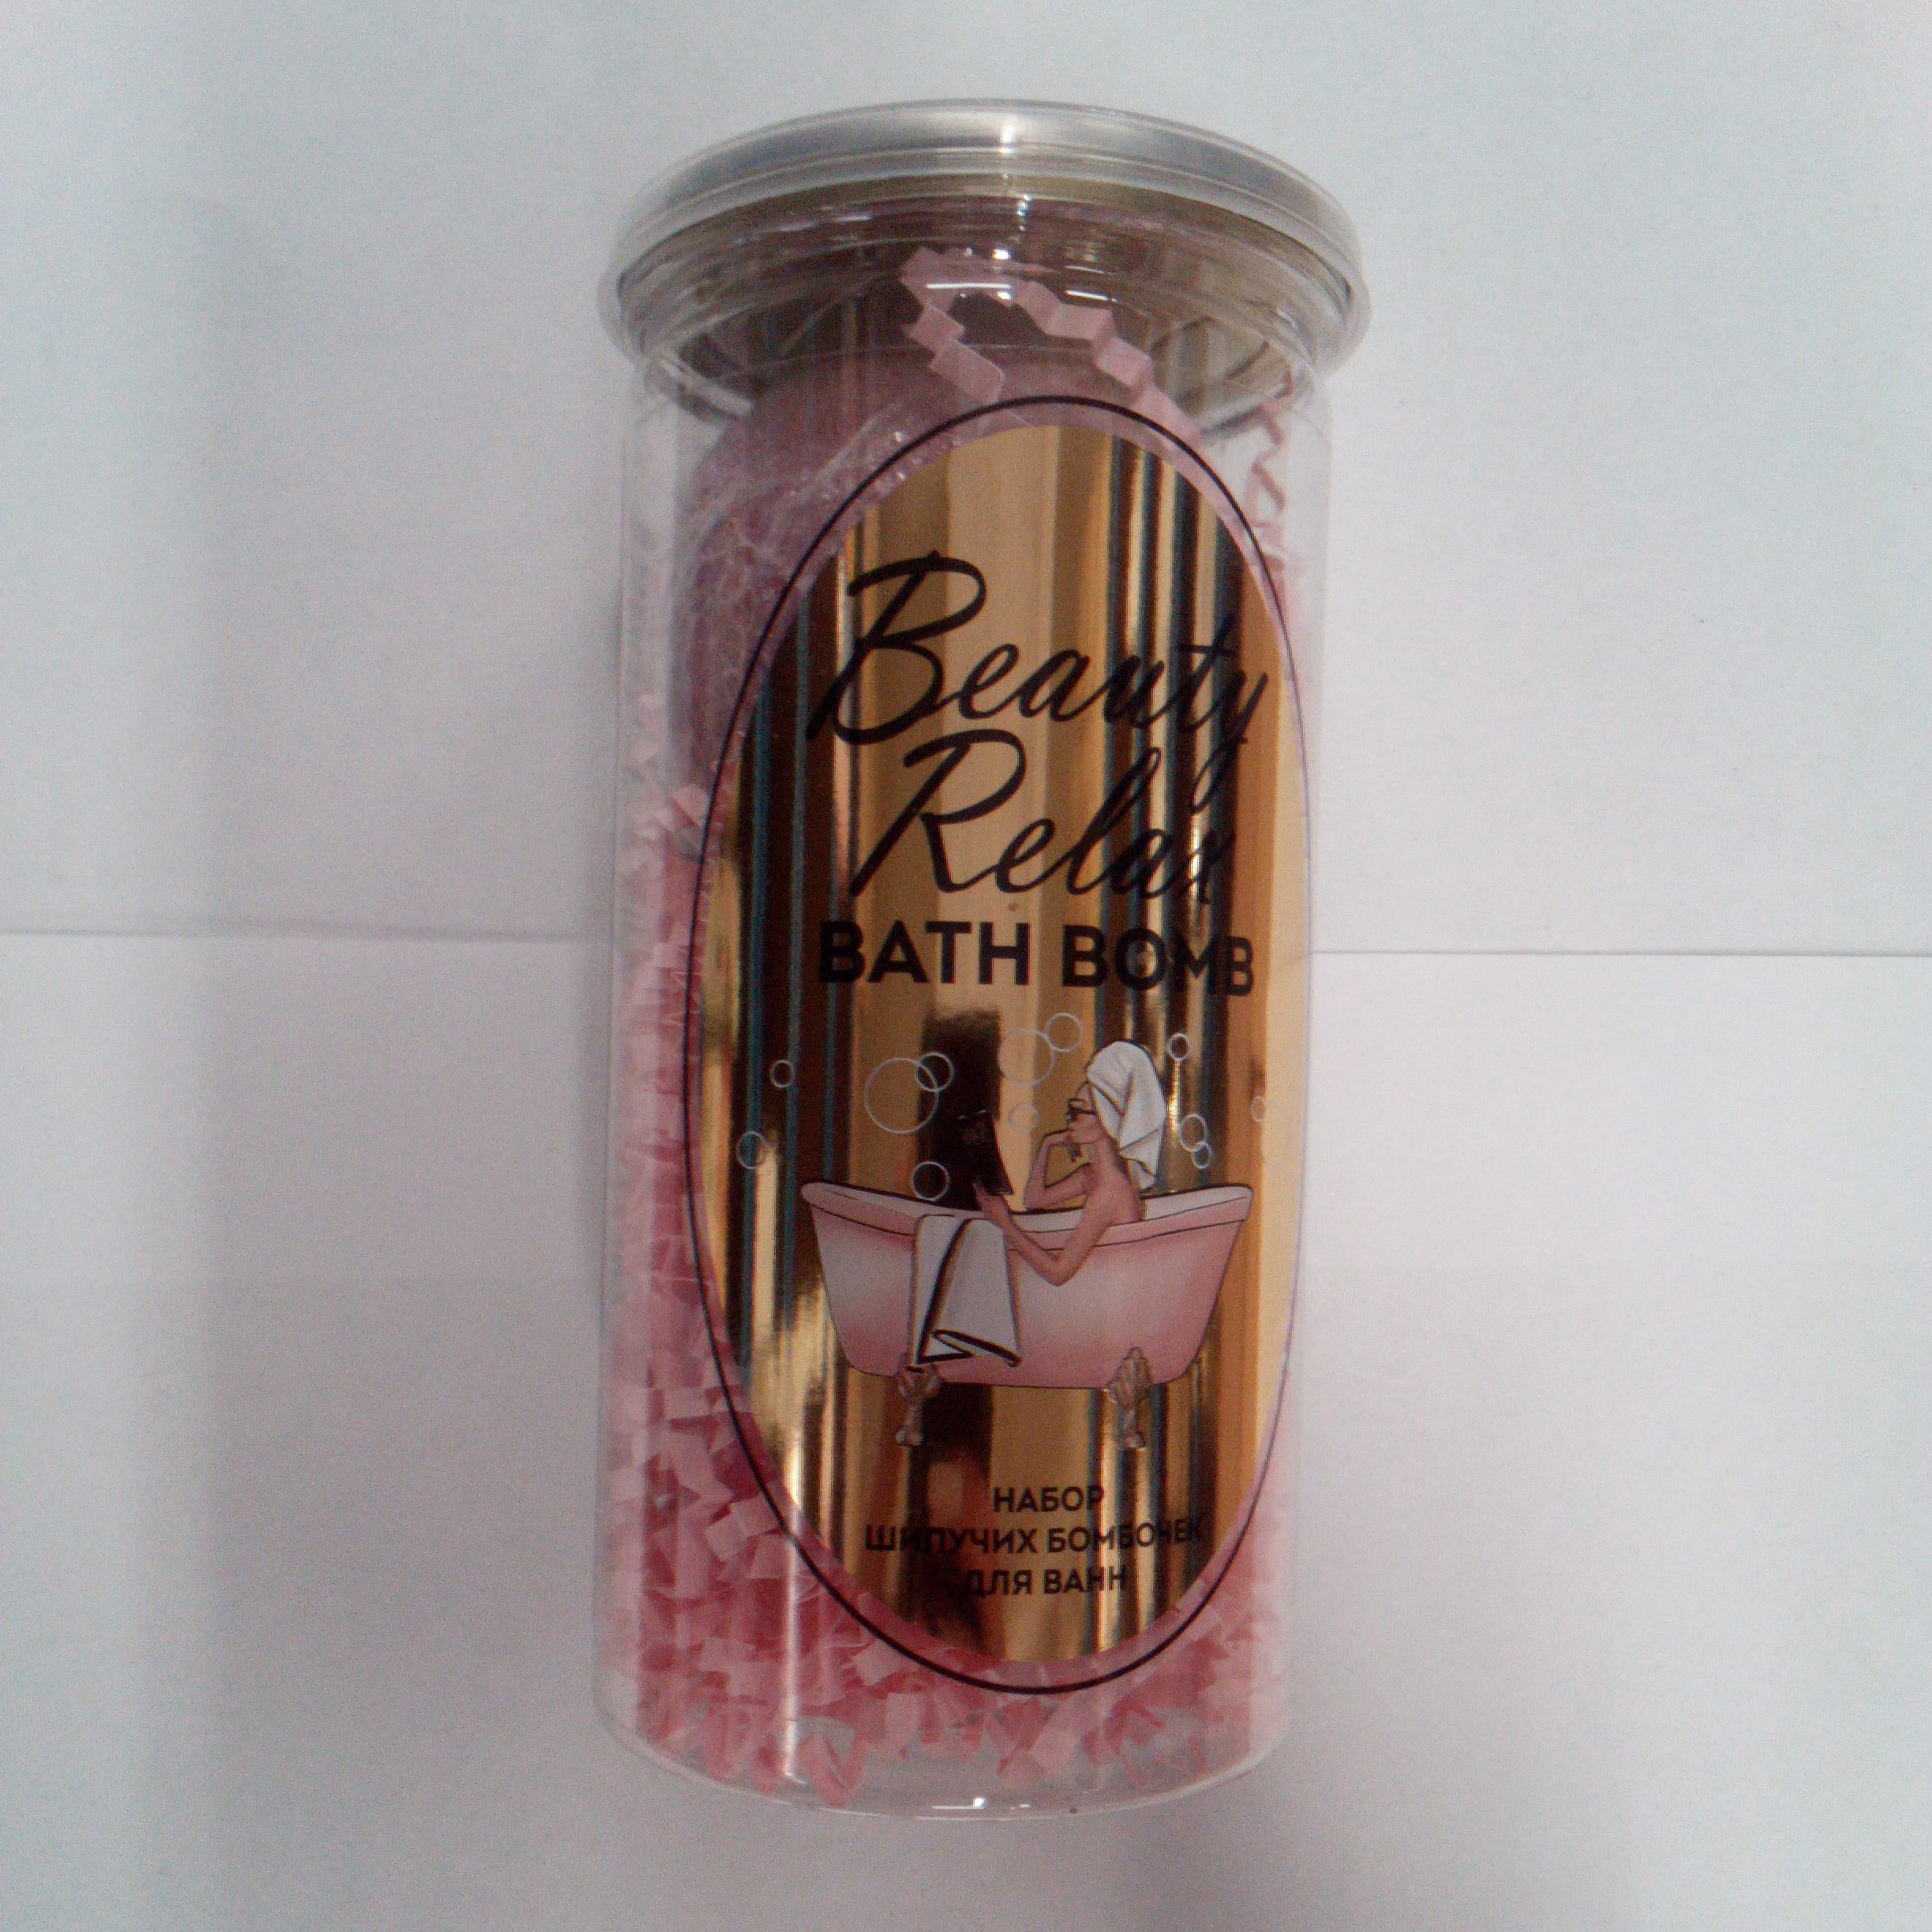 Beauty
Relax
BATH BOMB
НАБОР
ШИПУЧИХ БОМБОЧЕК
ДЛЯ ВАНН